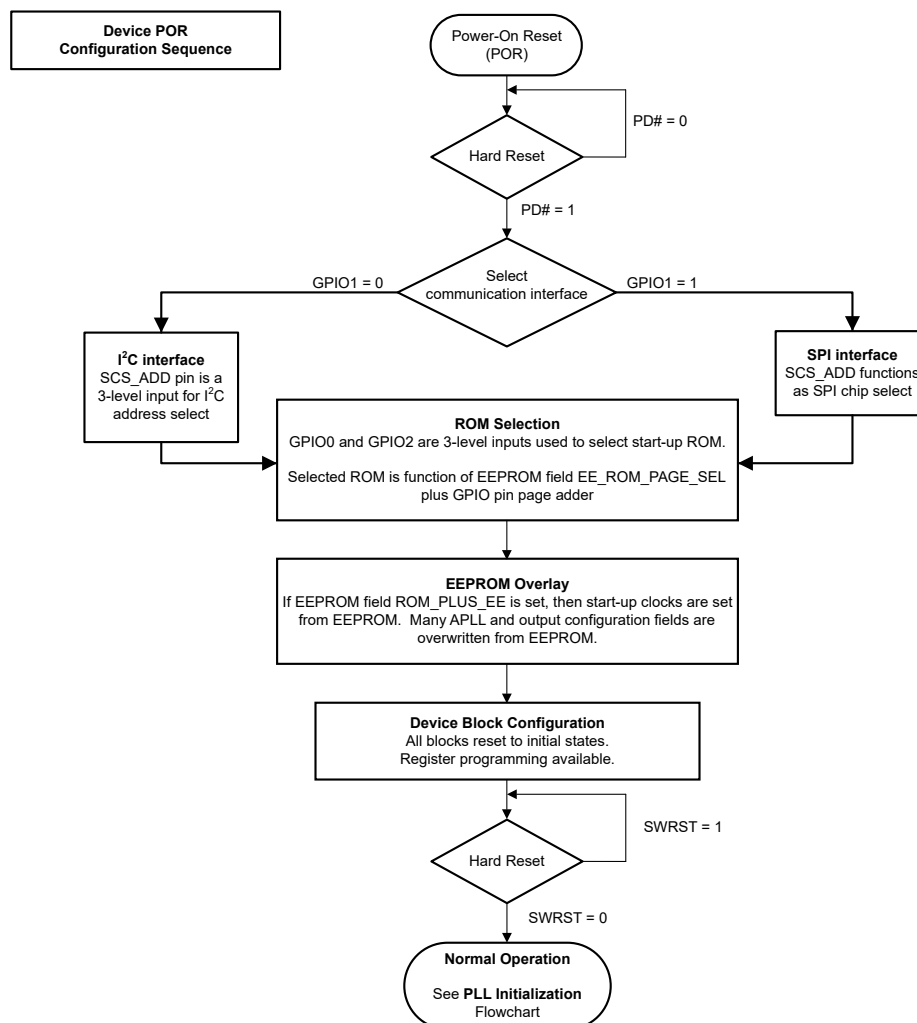 Device POR
Configuration Sequence
Power-On Reset
(POR)
PD# = 0
Hard Reset
PD# = 1
Select
communication interface
GPIO1 = 0
GPIO1 = 1
I²C interface
SCS_ADD pin is a
3-level input for I²C
address select
SPI interface
SCS_ADD functions
as SPI chip select
ROM Selection
GPIO0 and GPIO2 are 3-level inputs used to select start-up ROM.
Selected ROM is function of EEPROM field EE_ROM_PAGE_SEL
plus GPIO pin page adder
EEPROM Overlay
If EEPROM field ROM_PLUS_EE is set, then start-up clocks are set
from EEPROM. Many APLL and output configuration fields are
overwritten from EEPROM.
Device Block Configuration
All blocks reset to initial states.
Register programming available.
SWRST = 1
Hard Reset
SWRST = 0
Normal Operation
See PLL Initialization
Flowchart